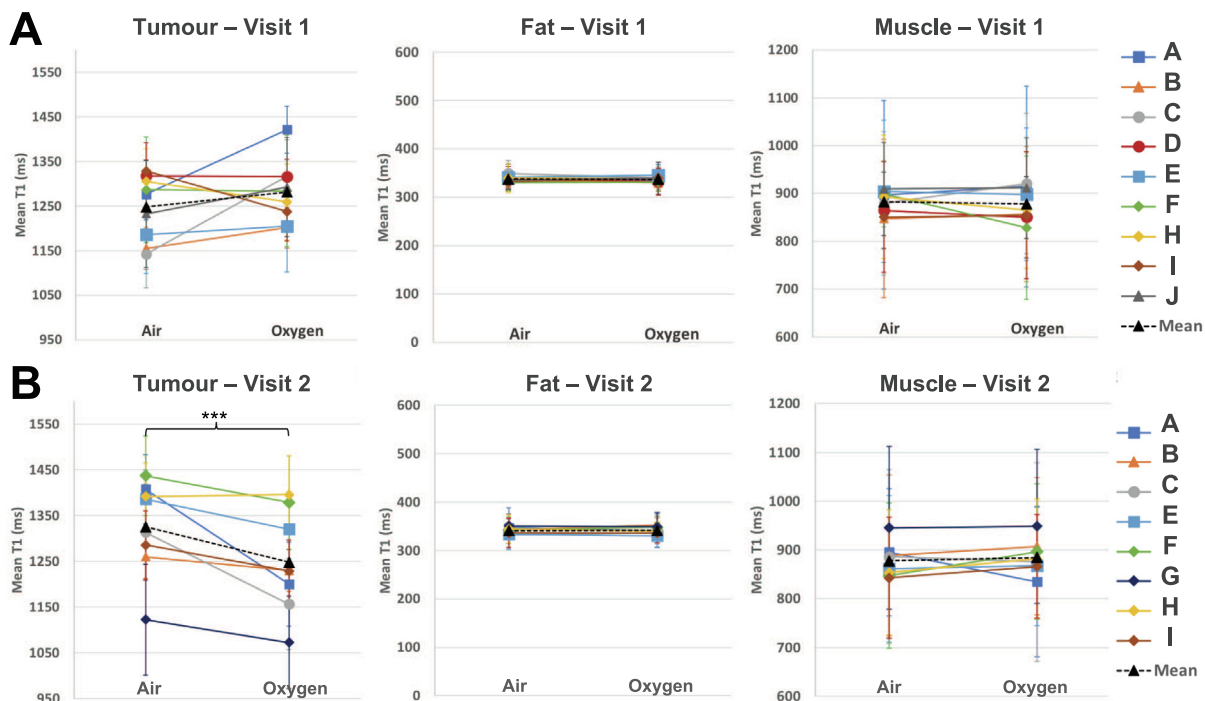 A
Tumour – Visit 1
Mean T1 (ms)
1550
1450
1350
1250
1150
1050
950
Air
Oxygen
Fat – Visit 1
Mean T1 (ms)
600
500
400
300
200
100
0
Air
Oxygen
Muscle – Visit 1
Mean T1 (ms)
1200
1100
1000
900
800
700
600
Air
Oxygen
A
B
C
D
E
F
H
I
J
Mean
B
Tumour – Visit 2
Mean T1 (ms)
1550
1450
1350
1250
1150
1050
950
***
Air
Oxygen
Fat – Visit 2
Mean T1 (ms)
600
500
400
300
200
100
0
Air
Oxygen
Muscle – Visit 2
Mean T1 (ms)
1200
1100
1000
900
800
700
600
Air
Oxygen
A
B
C
E
F
G
H
I
Mean